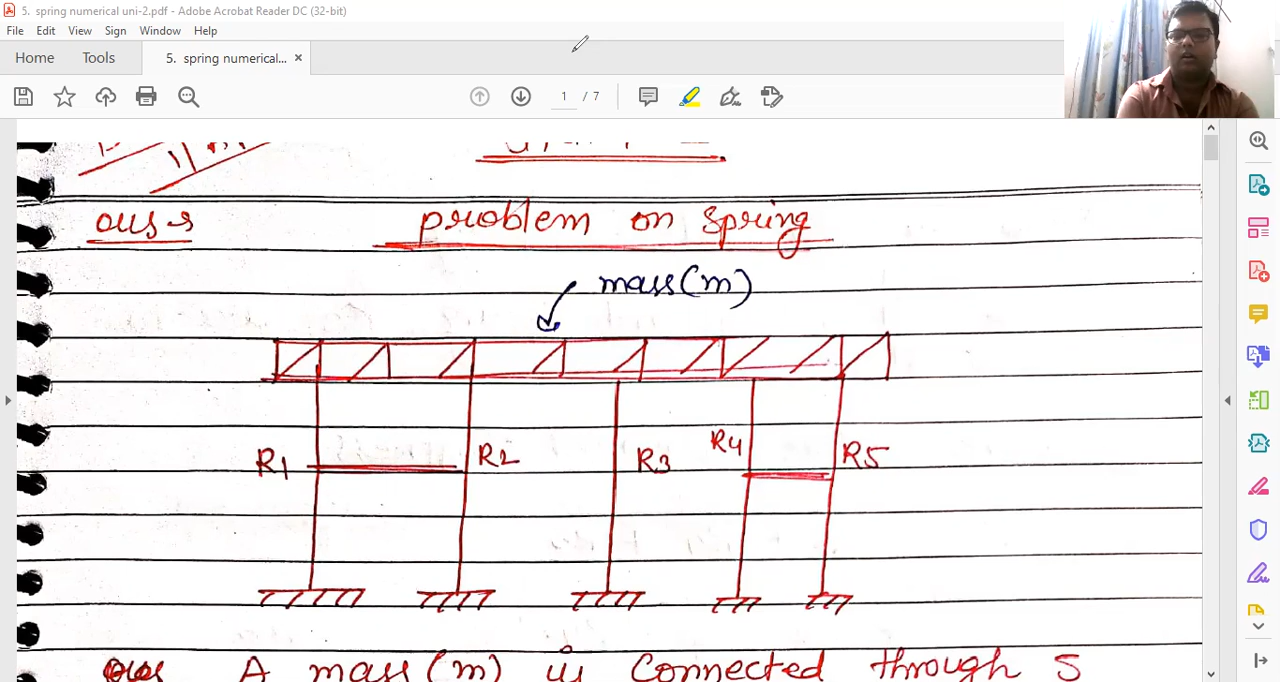 5. spring numerical uni-2.pdf - Adobe Acrobat Reader DC (32-bit)
File Edit View Sign Window Help
Home Tools 5. spring numerical... ×
1 / 7
problem on spring
mass(m)
R1 R2 R3 R4 R5
A mass(m) is connected through 5